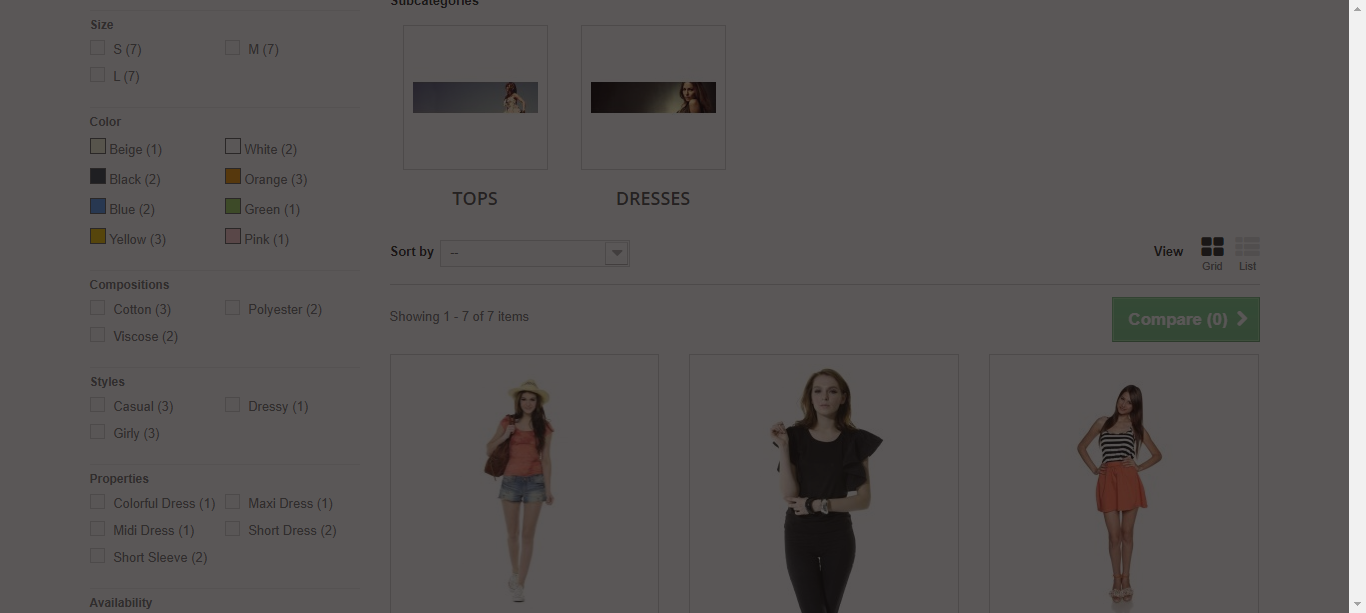 Subcategories
Size
S (7)
M (7)
L (7)
Color
Beige (1)
White (2)
Black (2)
Orange (3)
Blue (2)
Green (1)
Yellow (3)
Pink (1)
Compositions
Cotton (3)
Polyester (2)
Viscose (2)
Styles
Casual (3)
Dressy (1)
Girly (3)
Properties
Colorful Dress (1)
Maxi Dress (1)
Midi Dress (1)
Short Dress (2)
Short Sleeve (2)
Availability
TOPS
DRESSES
Sort by
--
View
Grid
List
Showing 1 - 7 of 7 items
Compare (0)